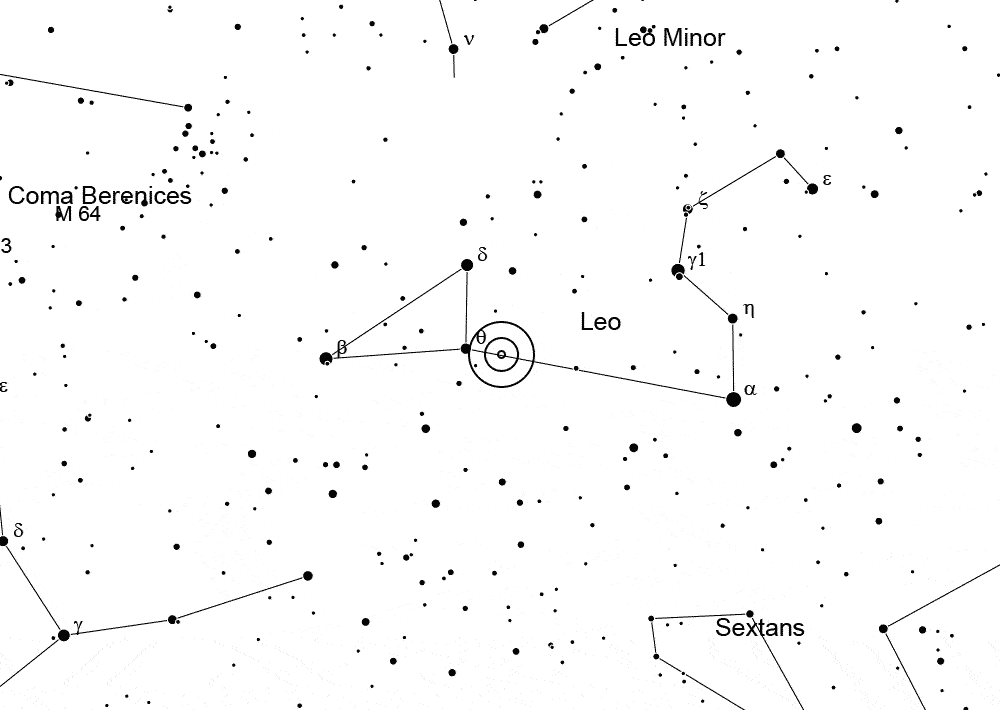 ν
Leo Minor
ε
Coma Berenices
ζ
M 64
3
δ
γ1
η
Leo
θ
β
ε
α
δ
γ
Sextans